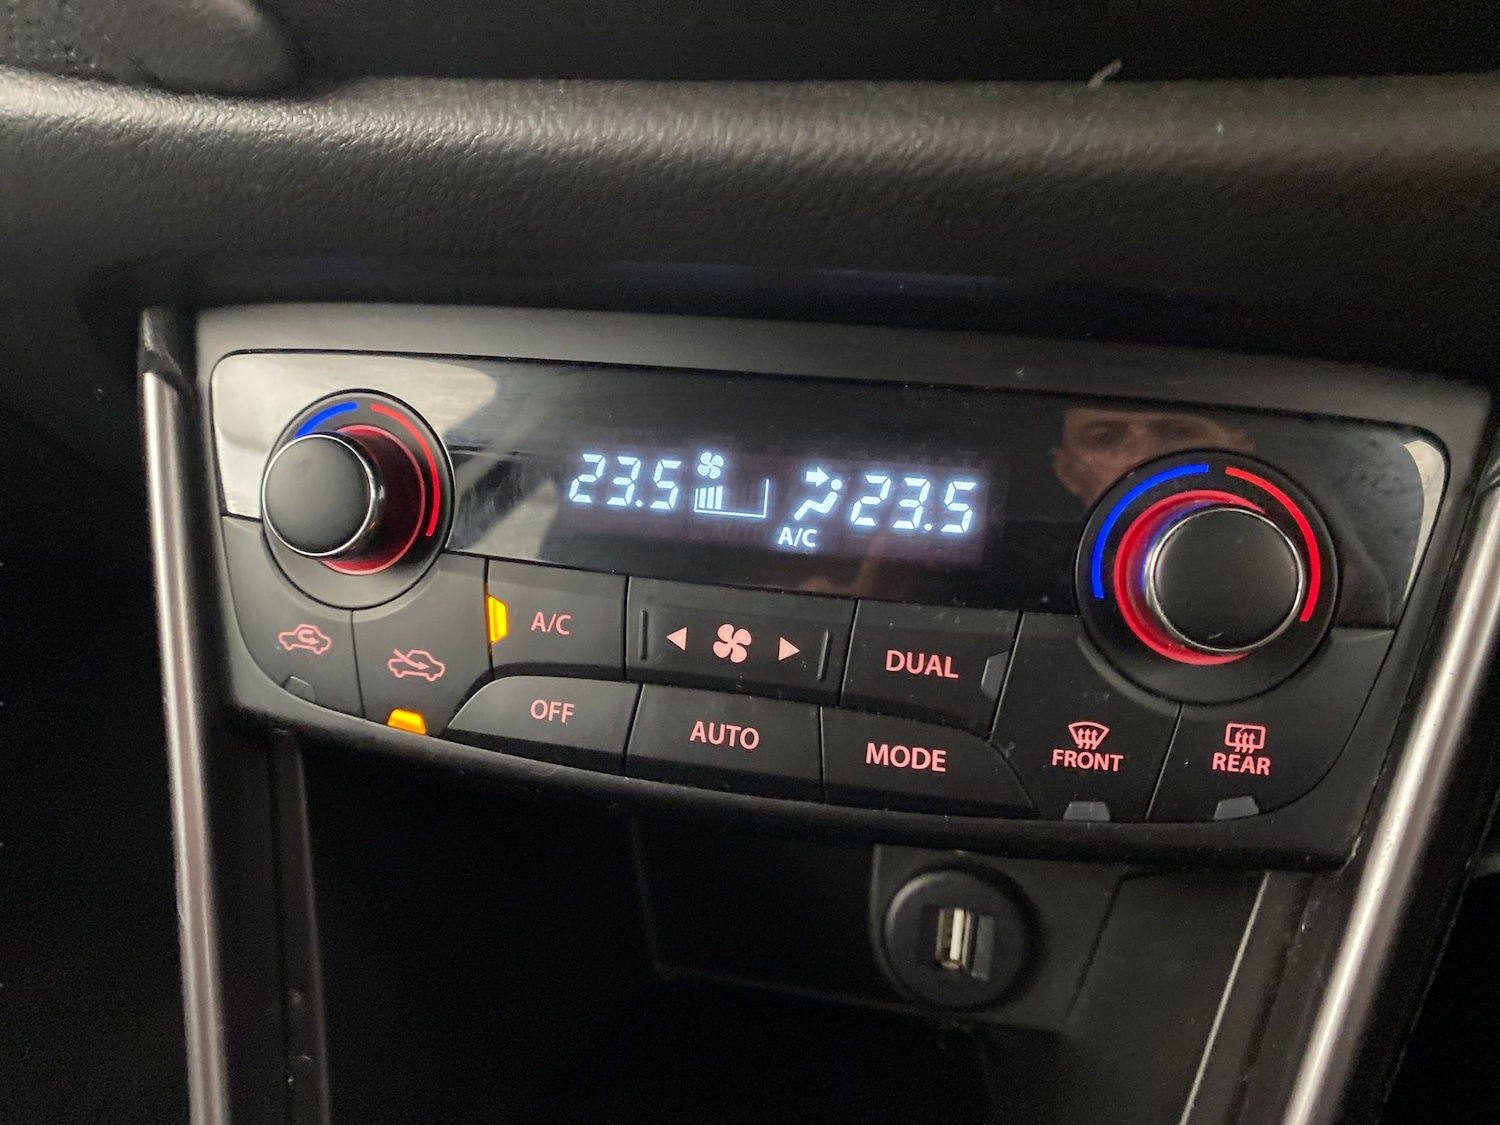 23.5 23.5
A/C
A/C
DUAL
OFF
AUTO
MODE
FRONT
REAR